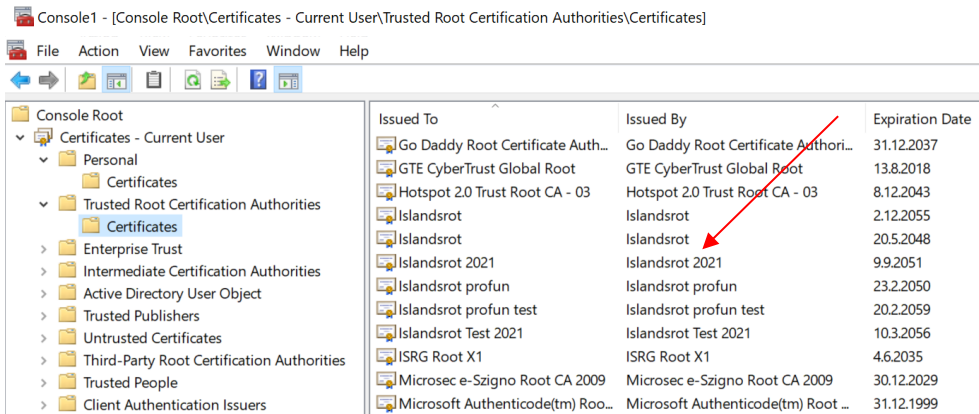 Console1 - [Console Root\Certificates - Current User\Trusted Root Certification Authorities\Certificates]
File Action View Favorites Window Help
Console Root
Certificates - Current User
Personal
Certificates
Trusted Root Certification Authorities
Certificates
Enterprise Trust
Intermediate Certification Authorities
Active Directory User Object
Trusted Publishers
Untrusted Certificates
Third-Party Root Certification Authorities
Trusted People
Client Authentication Issuers
Issued To Issued By Expiration Date
Go Daddy Root Certificate Auth... Go Daddy Root Certificate Authori... 31.12.2037
GTE CyberTrust Global Root GTE CyberTrust Global Root 13.8.2018
Hotspot 2.0 Trust Root CA - 03 Hotspot 2.0 Trust Root CA - 03 8.12.2043
Islandsrot Islandsrot 2.12.2055
Islandsrot Islandsrot 20.5.2048
Islandsrot 2021 Islandsrot 2021 9.9.2051
Islandsrot profun Islandsrot profun 23.2.2050
Islandsrot profun test Islandsrot profun test 20.2.2059
Islandsrot Test 2021 Islandsrot Test 2021 10.3.2056
ISRG Root X1 ISRG Root X1 4.6.2035
Microsec e-Szigno Root CA 2009 Microsec e-Szigno Root CA 2009 30.12.2029
Microsoft Authenticode(tm) Roo... Microsoft Authenticode(tm) Root ... 31.12.1999